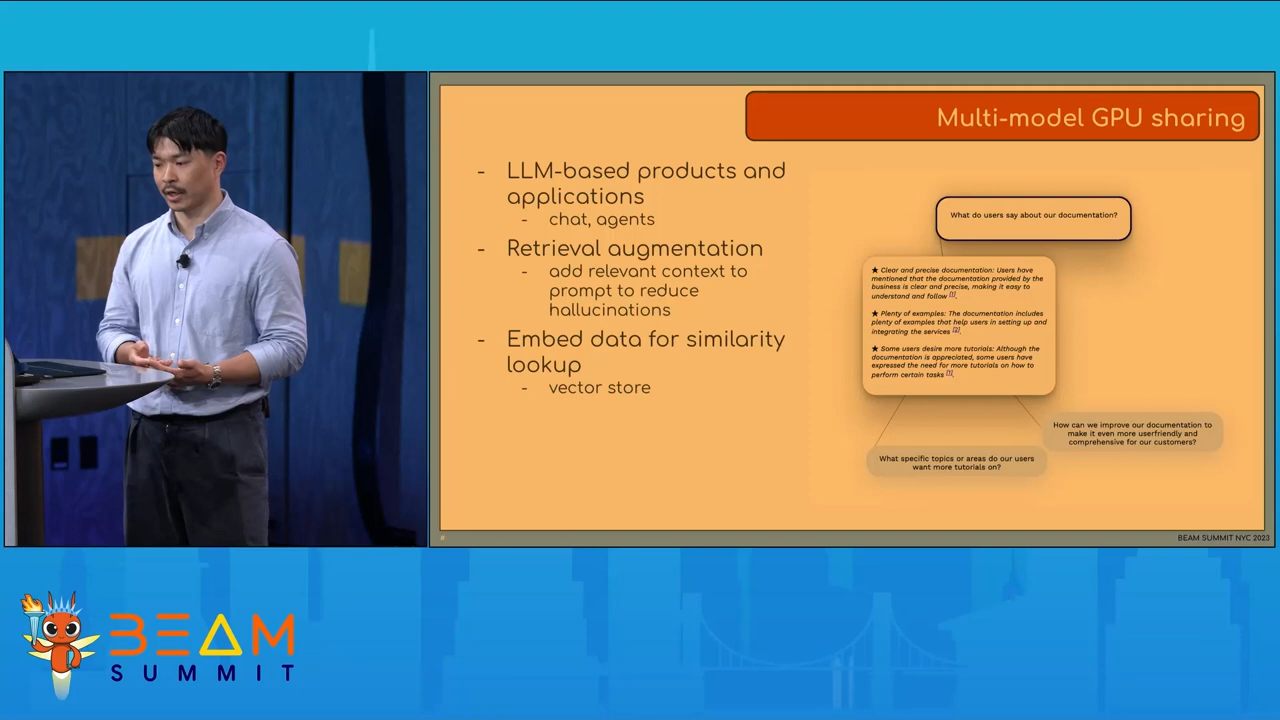 Multi-model GPU sharing
- LLM-based products and
applications
- chat, agents
- Retrieval augmentation
- add relevant context to
prompt to reduce
hallucinations
- Embed data for similarity
lookup
- vector store
What do users say about our documentation?
★ Clear and precise documentation: Users have
mentioned that the documentation provided by the
business is clear and precise, making it easy to
understand and follow [1].
★ Plenty of examples: The documentation includes
plenty of examples that help users in setting up and
integrating the services [2].
★ Some users desire more tutorials: Although the
documentation is appreciated, some users have
expressed the need for more tutorials on how to
perform certain tasks [1].
How can we improve our documentation to
make it even more userfriendly and
comprehensive for our customers?
What specific topics or areas do our users
want more tutorials on?
#
BEAM SUMMIT NYC 2023
BEAM
SUMMIT